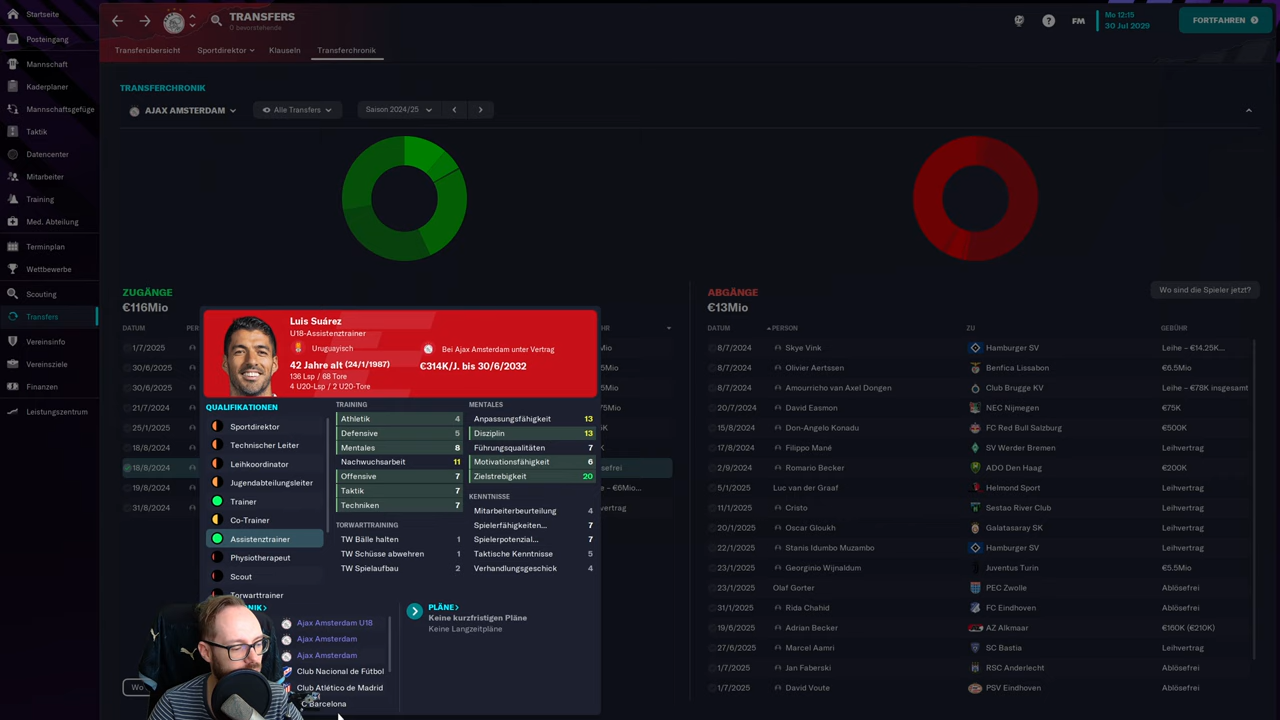 Startseite
Posteingang
Mannschaft
Kaderplaner
Mannschaftsgefüge
Taktik
Datencenter
Mitarbeiter
Training
Med. Abteilung
Terminplan
Wettbewerbe
Scouting
Transfers
Vereinsinfo
Vereinsziele
Finanzen
Leistungszentrum
TRANSFERS
0 bevorstehende
FM
Mo 12:15
30 Jul 2029
FORTFAHREN
Transferübersicht
Sportdirektor
Klauseln
Transferchronik
TRANSFERCHRONIK
AJAX AMSTERDAM
Alle Transfers
Saison 2024/25
ZUGÄNGE
€116Mio
DATUM PER
1/7/2025
30/6/2025
30/6/2025
21/7/2024
25/1/2025
18/8/2024
18/8/2024
19/8/2024
31/8/2024
Luis Suárez
U18-Assistenztrainer
Uruguayisch
42 Jahre alt (24/1/1987)
136 Lsp / 68 Tore
4 U20-Lsp / 2 U20-Tore
Bei Ajax Amsterdam unter Vertrag
€314K/J. bis 30/6/2032
QUALIFIKATIONEN
Sportdirektor
Technischer Leiter
Leihkoordinator
Jugendabteilungsleiter
Trainer
Co-Trainer
Assistenztrainer
Physiotherapeut
Scout
Torwarttrainer
TRAINING
Athletik 4
Defensive 5
Mentales 8
Nachwuchsarbeit 11
Offensive 7
Taktik 7
Techniken 7
TORWARTTRAINING
TW Bälle halten 1
TW Schüsse abwehren 1
TW Spielaufbau 2
MENTALES
Anpassungsfähigkeit 13
Disziplin 13
Führungsqualitäten 7
Motivationsfähigkeit 6
Zielstrebigkeit 20
KENNTNISSE
Mitarbeiterbeurteilung 4
Spielerfähigkeiten... 7
Spielerpotenzial... 7
Taktische Kenntnisse 5
Verhandlungsgeschick 4
NIK
Ajax Amsterdam U18
Ajax Amsterdam
Ajax Amsterdam
Club Nacional de Fútbol
Club Atlético de Madrid
C Barcelona
PLÄNE
Keine kurzfristigen Pläne
Keine Langzeitpläne
Wo
ABGÄNGE
€13Mio
Wo sind die Spieler jetzt?
DATUM PERSON ZU GEBÜHR
8/7/2024 Skye Vink Hamburger SV Leihe – €14,25K...
8/7/2024 Olivier Aertssen Benfica Lissabon €6.5Mio
8/7/2024 Amourricho van Axel Dongen Club Brugge KV Leihe – €78K insgesamt
20/7/2024 David Easmon NEC Nijmegen €75K
15/8/2024 Don-Angelo Konadu FC Red Bull Salzburg €500K
17/8/2024 Filippo Mané SV Werder Bremen Leihvertrag
2/9/2024 Romario Becker ADO Den Haag €200K
5/1/2025 Luc van der Graaf Helmond Sport Leihvertrag
11/1/2025 Cristo Sestao River Club Leihvertrag
20/1/2025 Oscar Gloukh Galatasaray SK Leihvertrag
22/1/2025 Stanis Idumbo Muzambo Hamburger SV Leihvertrag
23/1/2025 Georginio Wijnaldum Juventus Turin €5.5Mio
23/1/2025 Olaf Gorter PEC Zwolle Ablösefrei
31/1/2025 Rida Chahid FC Eindhoven Ablösefrei
19/6/2025 Adrian Becker AZ Alkmaar €160K (€210K)
27/6/2025 Marcel Aamri SC Bastia Leihvertrag
1/7/2025 Jan Faberski RSC Anderlecht Ablösefrei
1/7/2025 David Voute PSV Eindhoven Ablösefrei